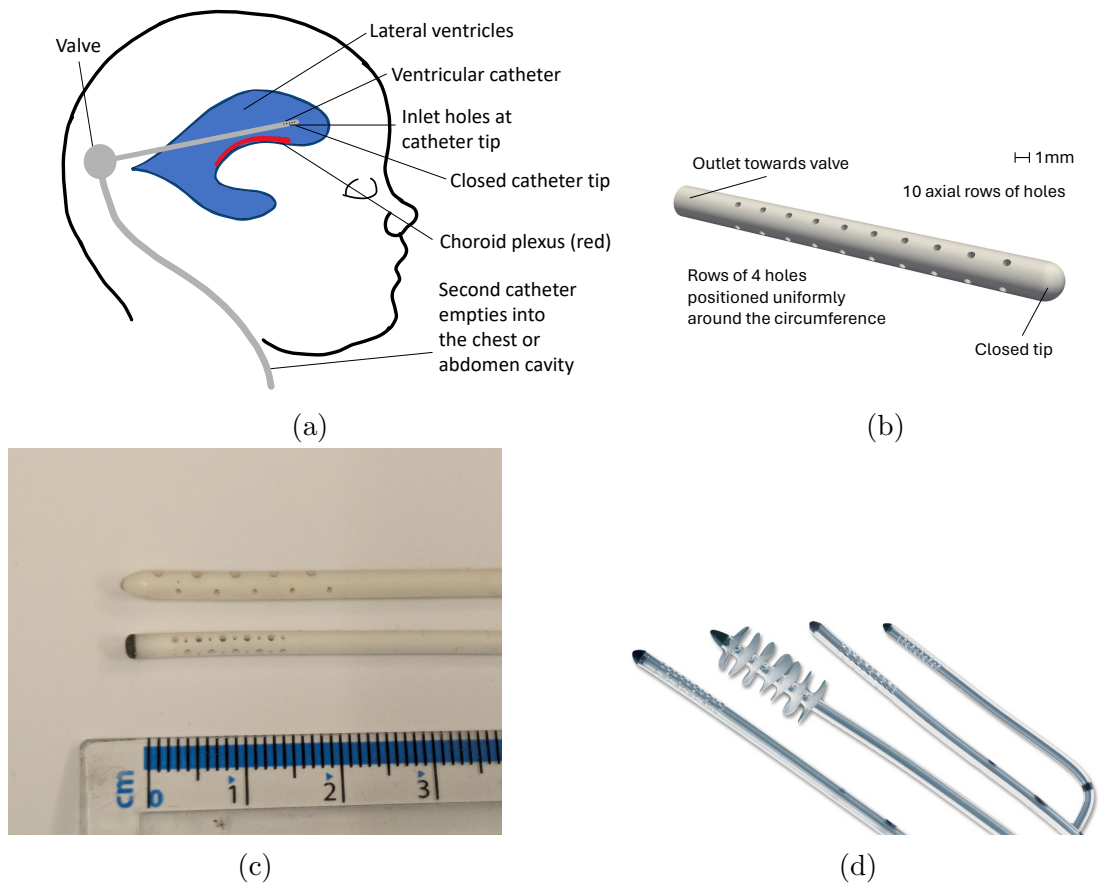 Valve
Lateral ventricles
Ventricular catheter
Inlet holes at
catheter tip
Closed catheter tip
Choroid plexus (red)
Second catheter
empties into
the chest or
abdomen cavity
(a)
Outlet towards valve
1mm
10 axial rows of holes
Rows of 4 holes
positioned uniformly
around the circumference
Closed tip
(b)
cm
0 1 2 3
(c)
(d)